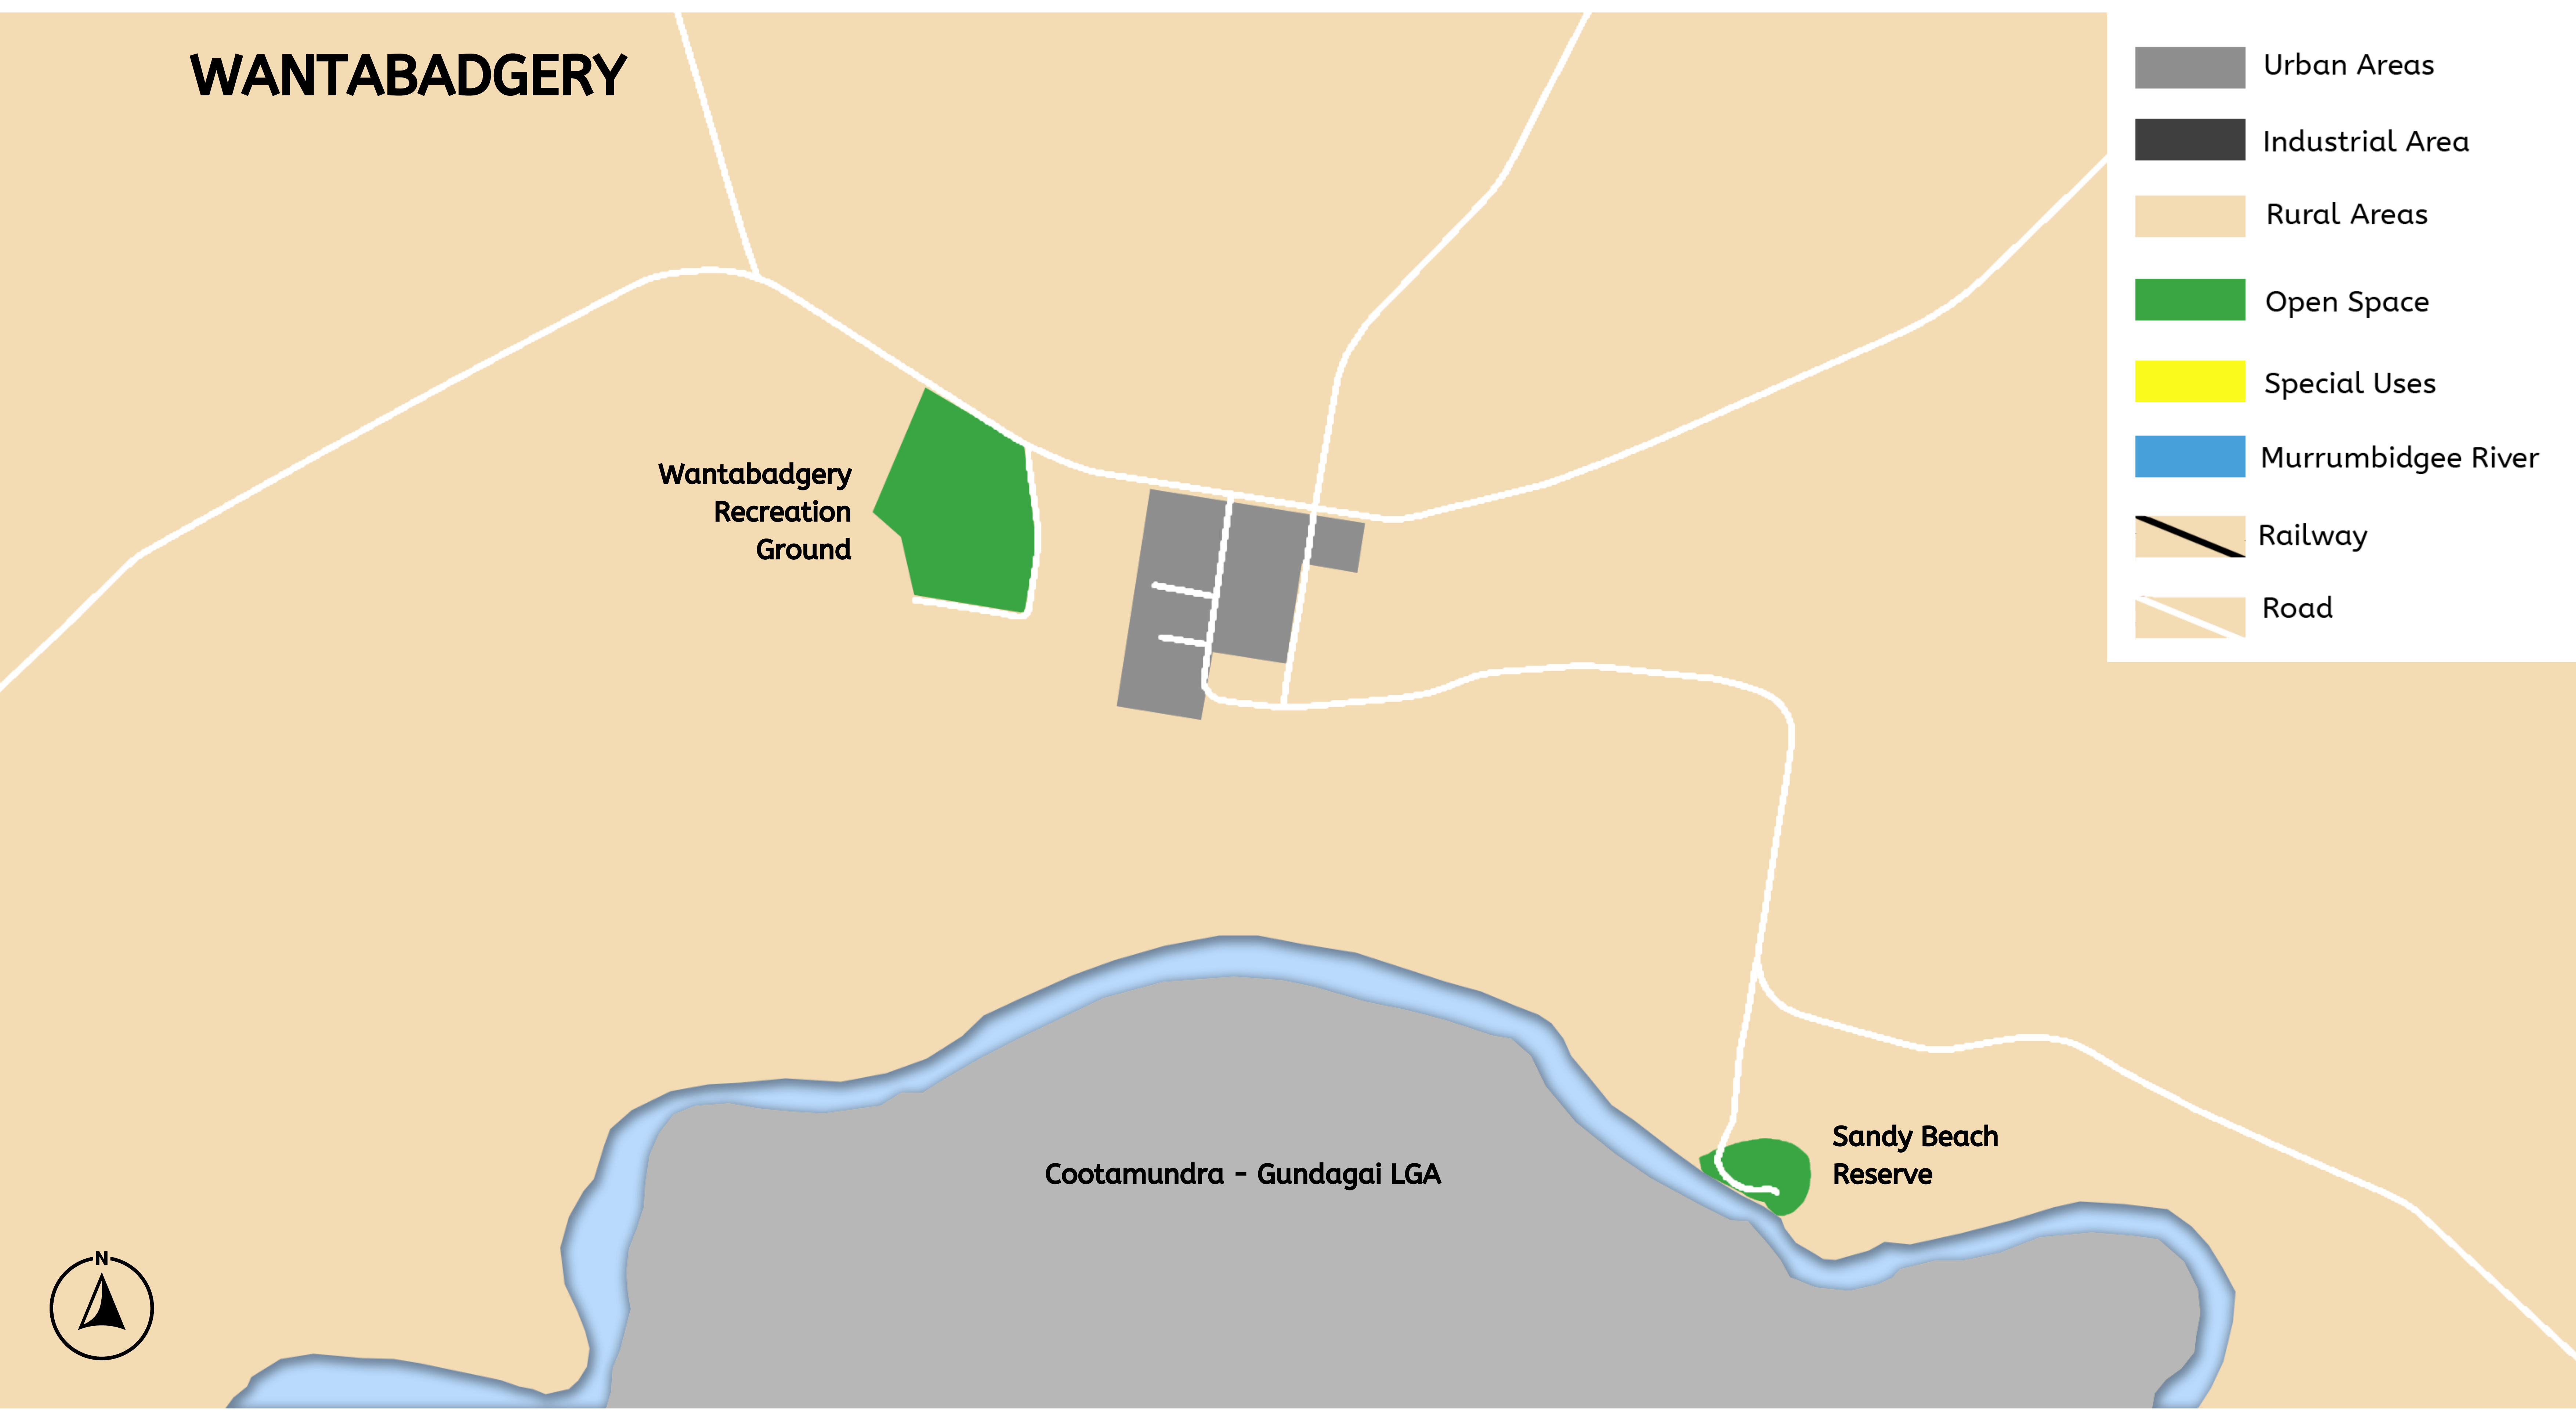 WANTABADGERY
Urban Areas
Industrial Area
Rural Areas
Open Space
Special Uses
Murrumbidgee River
Railway
Road
Wantabadgery
Recreation
Ground
Sandy Beach
Reserve
Cootamundra - Gundagai LGA
N